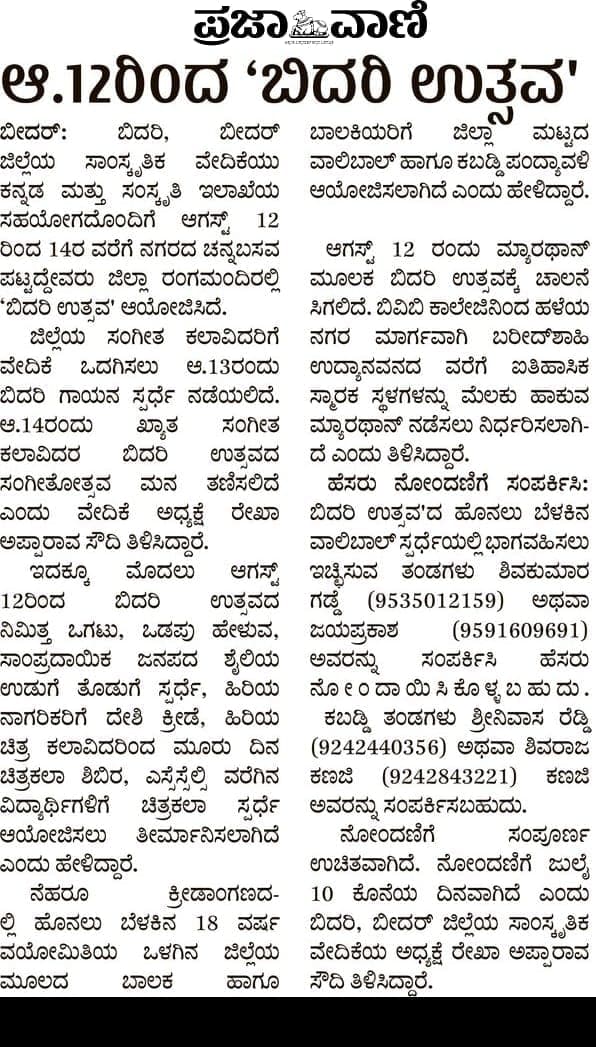 ಪ್ರಜಾವಾಣಿ
ಆ.12ರಿಂದ ‘ಬಿದರಿ ಉತ್ಸವ'
ಬೀದರ್: ಬಿದರಿ, ಬೀದರ್
ಜಿಲ್ಲೆಯ ಸಾಂಸ್ಕೃತಿಕ ವೇದಿಕೆಯು
ಕನ್ನಡ ಮತ್ತು ಸಂಸ್ಕೃತಿ ಇಲಾಖೆಯ
ಸಹಯೋಗದೊಂದಿಗೆ ಆಗಸ್ಟ್ 12
ರಿಂದ 14ರ ವರೆಗೆ ನಗರದ ಚನ್ನಬಸವ
ಪಟ್ಟದ್ದೇವರು ಜಿಲ್ಲಾ ರಂಗಮಂದಿರಲ್ಲಿ
‘ಬಿದರಿ ಉತ್ಸವ' ಆಯೋಜಿಸಿದೆ.
ಜಿಲ್ಲೆಯ ಸಂಗೀತ ಕಲಾವಿದರಿಗೆ
ವೇದಿಕೆ ಒದಗಿಸಲು ಆ.13ರಂದು
ಬಿದರಿ ಗಾಯನ ಸ್ಪರ್ಧೆ ನಡೆಯಲಿದೆ.
ಆ.14ರಂದು ಖ್ಯಾತ ಸಂಗೀತ
ಕಲಾವಿದರ ಬಿದರಿ ಉತ್ಸವದ
ಸಂಗೀತೋತ್ಸವ ಮನ ತಣಿಸಲಿದೆ
ಎಂದು ವೇದಿಕೆ ಅಧ್ಯಕ್ಷೆ ರೇಖಾ
ಅಪ್ಪಾರಾವ ಸೌದಿ ತಿಳಿಸಿದ್ದಾರೆ.
ಇದಕ್ಕೂ ಮೊದಲು ಆಗಸ್ಟ್
12ರಿಂದ ಬಿದರಿ ಉತ್ಸವದ
ನಿಮಿತ್ತ ಒಗಟು, ಒಡಪು ಹೇಳುವ,
ಸಾಂಪ್ರದಾಯಿಕ ಜನಪದ ಶೈಲಿಯ
ಉಡುಗೆ ತೊಡುಗೆ ಸ್ಪರ್ಧೆ, ಹಿರಿಯ
ನಾಗರಿಕರಿಗೆ ದೇಶಿ ಕ್ರೀಡೆ, ಹಿರಿಯ
ಚಿತ್ರ ಕಲಾವಿದರಿಂದ ಮೂರು ದಿನ
ಚಿತ್ರಕಲಾ ಶಿಬಿರ, ಎಸ್ಸೆಸ್ಸೆಲ್ಸಿ ವರೆಗಿನ
ವಿದ್ಯಾರ್ಥಿಗಳಿಗೆ ಚಿತ್ರಕಲಾ ಸ್ಪರ್ಧೆ
ಆಯೋಜಿಸಲು ತೀರ್ಮಾನಿಸಲಾಗಿದೆ
ಎಂದು ಹೇಳಿದ್ದಾರೆ.
ನೆಹರೂ ಕ್ರೀಡಾಂಗಣದ-
ಲ್ಲಿ ಹೊನಲು ಬೆಳಕಿನ 18 ವರ್ಷ
ವಯೋಮಿತಿಯ ಒಳಗಿನ ಜಿಲ್ಲೆಯ
ಮೂಲದ ಬಾಲಕ ಹಾಗೂ
ಬಾಲಕಿಯರಿಗೆ ಜಿಲ್ಲಾ ಮಟ್ಟದ
ವಾಲಿಬಾಲ್ ಹಾಗೂ ಕಬಡ್ಡಿ ಪಂದ್ಯಾವಳಿ
ಆಯೋಜಿಸಲಾಗಿದೆ ಎಂದು ಹೇಳಿದ್ದಾರೆ.
ಆಗಸ್ಟ್ 12 ರಂದು ಮ್ಯಾರಥಾನ್
ಮೂಲಕ ಬಿದರಿ ಉತ್ಸವಕ್ಕೆ ಚಾಲನೆ
ಸಿಗಲಿದೆ. ಬಿವಿಬಿ ಕಾಲೇಜಿನಿಂದ ಹಳೆಯ
ನಗರ ಮಾರ್ಗವಾಗಿ ಬರೀದ್‌ಶಾಹಿ
ಉದ್ಯಾನವನದ ವರೆಗೆ ಐತಿಹಾಸಿಕ
ಸ್ಮಾರಕ ಸ್ಥಳಗಳನ್ನು ಮೆಲಕು ಹಾಕುವ
ಮ್ಯಾರಥಾನ್ ನಡೆಸಲು ನಿರ್ಧರಿಸಲಾಗಿ-
ದೆ ಎಂದು ತಿಳಿಸಿದ್ದಾರೆ.
ಹೆಸರು ನೋಂದಣಿಗೆ ಸಂಪರ್ಕಿಸಿ:
ಬಿದರಿ ಉತ್ಸವ'ದ ಹೊನಲು ಬೆಳಕಿನ
ವಾಲಿಬಾಲ್ ಸ್ಪರ್ಧೆಯಲ್ಲಿ ಭಾಗವಹಿಸಲು
ಇಚ್ಛಿಸುವ ತಂಡಗಳು ಶಿವಕುಮಾರ
ಗಡ್ಡೆ (9535012159) ಅಥವಾ
ಜಯಪ್ರಕಾಶ (9591609691)
ಅವರನ್ನು ಸಂಪರ್ಕಿಸಿ ಹೆಸರು
ನೋಂದಾಯಿಸಿಕೊಳ್ಳಬಹುದು.
ಕಬಡ್ಡಿ ತಂಡಗಳು ಶ್ರೀನಿವಾಸ ರೆಡ್ಡಿ
(9242440356) ಅಥವಾ ಶಿವರಾಜ
ಕಣಜಿ (9242843221) ಕಣಜಿ
ಅವರನ್ನು ಸಂಪರ್ಕಿಸಬಹುದು.
ನೋಂದಣಿಗೆ ಸಂಪೂರ್ಣ
ಉಚಿತವಾಗಿದೆ. ನೋಂದಣಿಗೆ ಜುಲೈ
10 ಕೊನೆಯ ದಿನವಾಗಿದೆ ಎಂದು
ಬಿದರಿ, ಬೀದರ್ ಜಿಲ್ಲೆಯ ಸಾಂಸ್ಕೃತಿಕ
ವೇದಿಕೆಯ ಅಧ್ಯಕ್ಷೆ ರೇಖಾ ಅಪ್ಪಾರಾವ
ಸೌದಿ ತಿಳಿಸಿದ್ದಾರೆ.